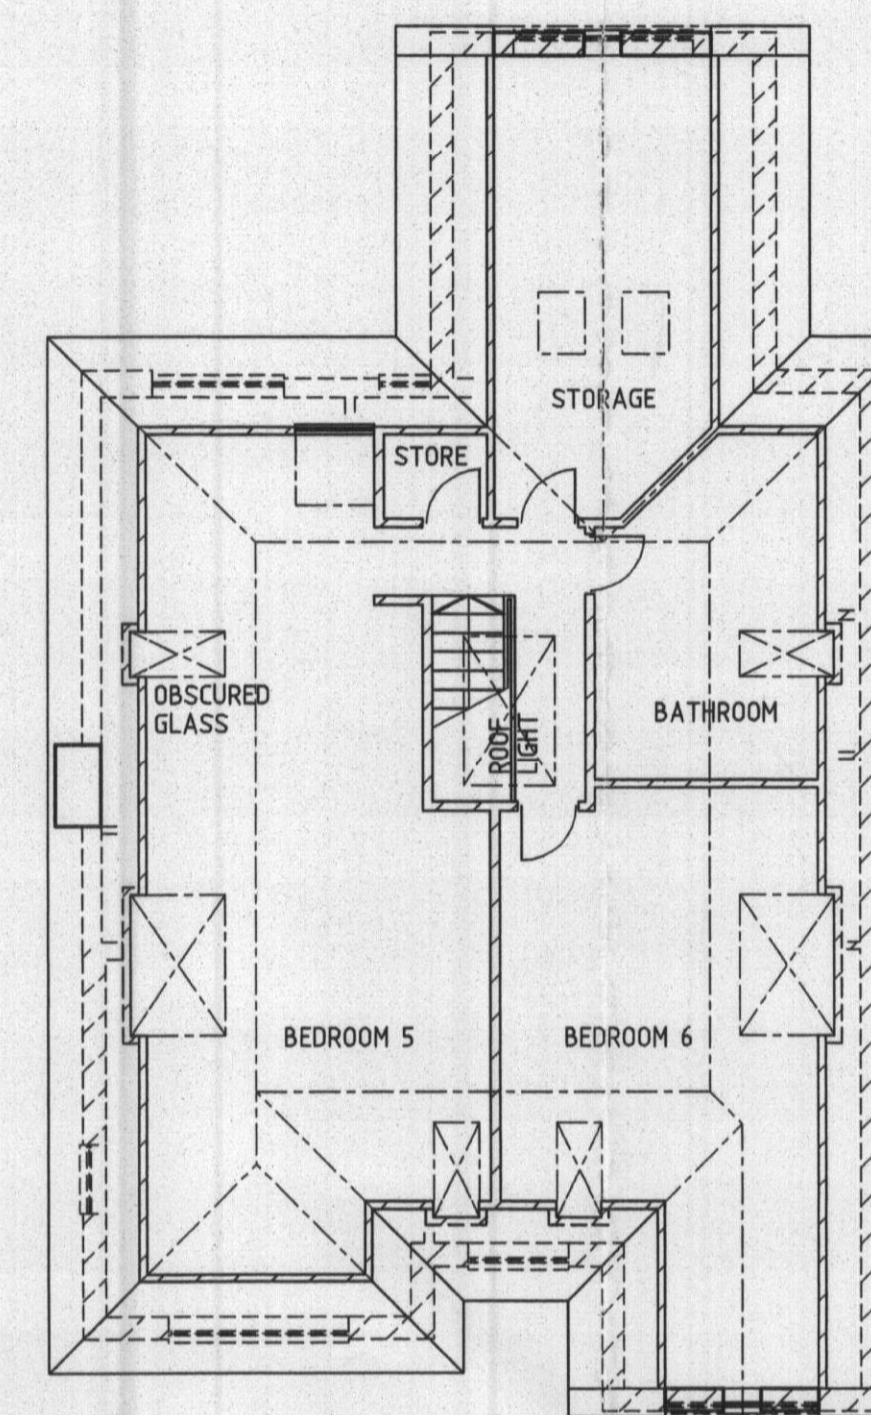 STORAGE
STORE
OBSCURED
GLASS
ROOF
LIGHT
BATHROOM
BEDROOM 5
BEDROOM 6